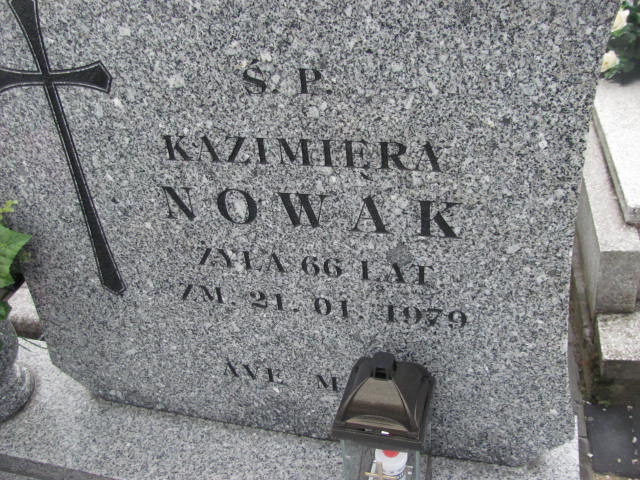 Ś. P.
KAZIMIERA
NOWAK
ŻYŁA 66 LAT
ZM. 21. 01. 1979
AVE